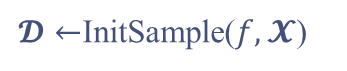 𝓓 ←InitSample(𝑓, 𝓧)